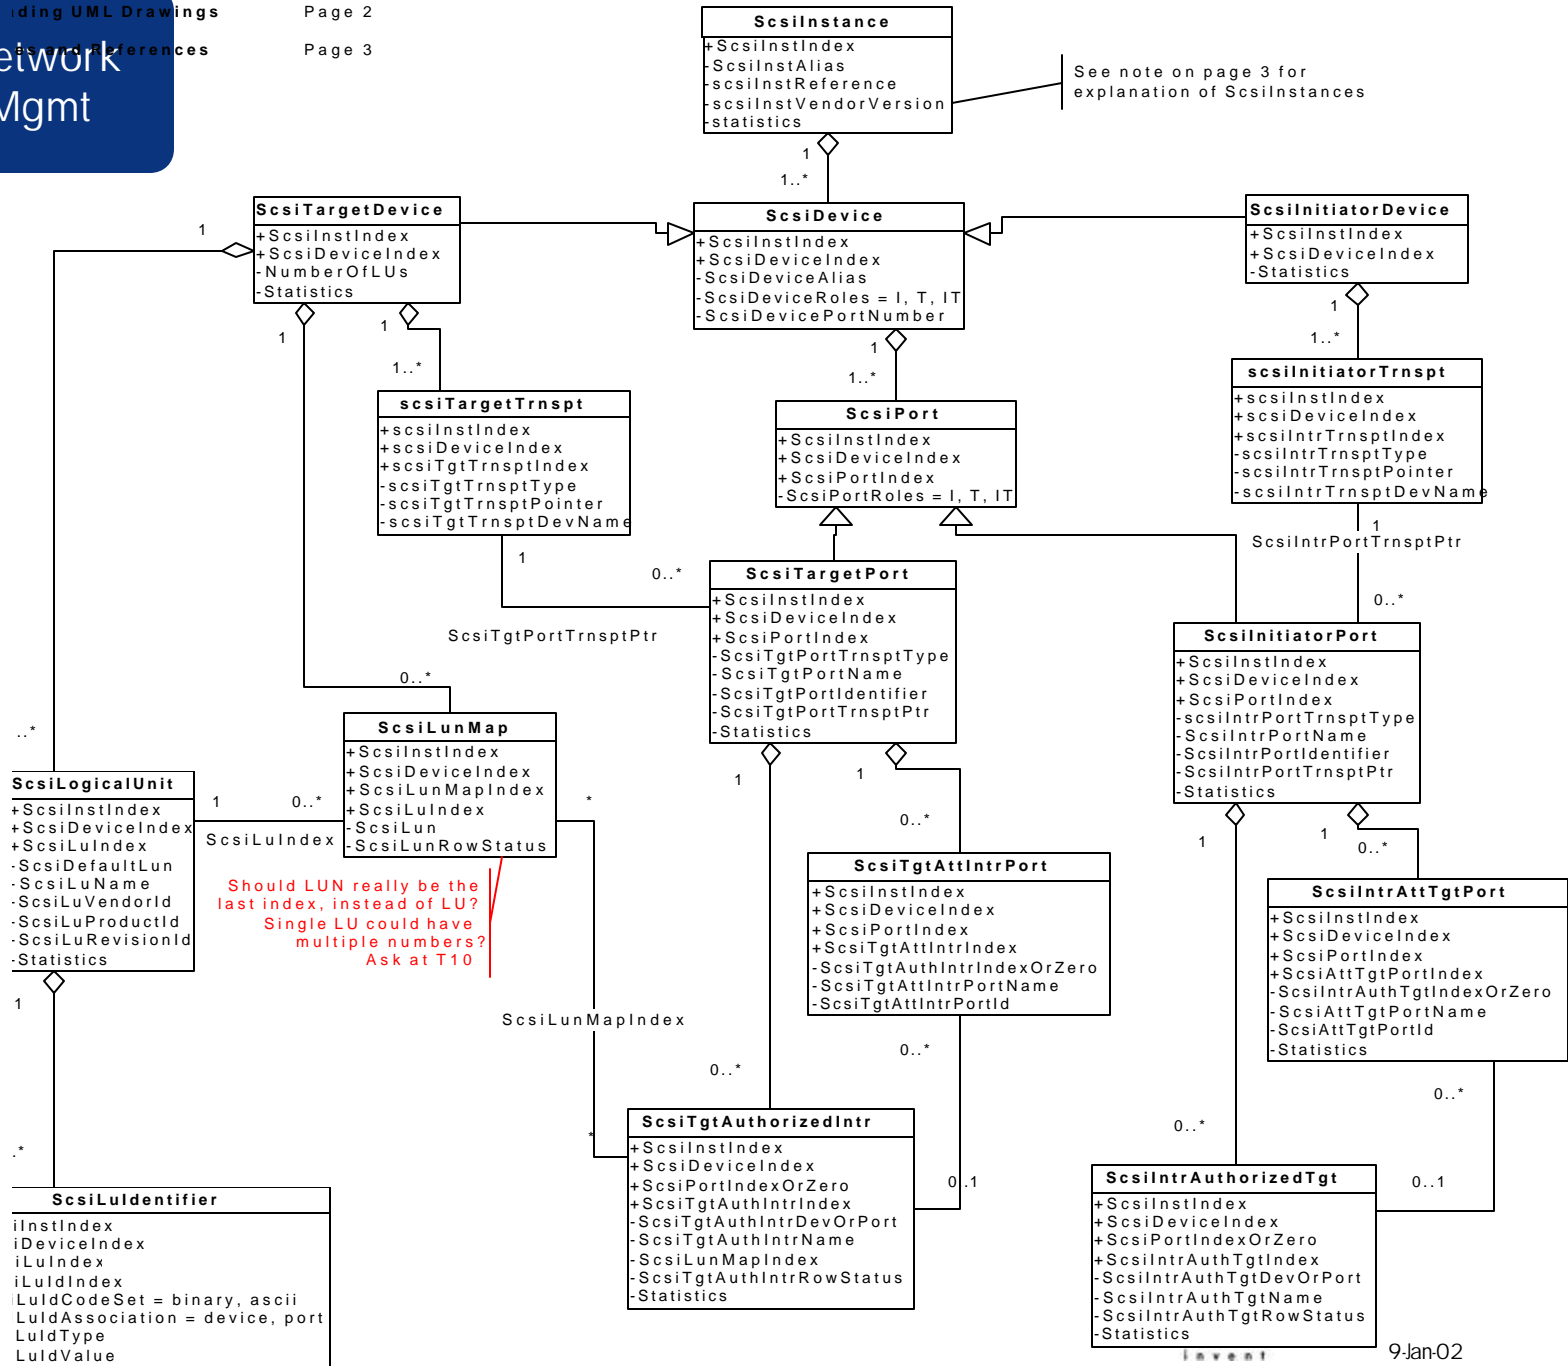 ding UML Drawings Page 2
es and References Page 3
etwork
Mgmt
ScsiInstance
+ScsiInstIndex
-ScsiInstAlias
-scsiInstReference
-scsiInstVendorVersion
-statistics
See note on page 3 for
explanation of ScsiInstances
1
1..*
ScsiTargetDevice
+ScsiInstIndex
+ScsiDeviceIndex
-NumberOfLUs
-Statistics
1
1
1
1..*
ScsiDevice
+ScsiInstIndex
+ScsiDeviceIndex
-ScsiDeviceAlias
-ScsiDeviceRoles = I, T, IT
-ScsiDevicePortNumber
1
1..*
ScsiInitiatorDevice
+ScsiInstIndex
+ScsiDeviceIndex
-Statistics
1
1..*
scsiTargetTrnspt
+scsiInstIndex
+scsiDeviceIndex
+scsiTgtTrnsptIndex
-scsiTgtTrnsptType
-scsiTgtTrnsptPointer
-scsiTgtTrnsptDevName
1
0..*
ScsiTgtPortTrnsptPtr
ScsiPort
+ScsiInstIndex
+ScsiDeviceIndex
+ScsiPortIndex
-ScsiPortRoles = I, T, IT
scsiInitiatorTrnspt
+scsiInstIndex
+scsiDeviceIndex
+scsiIntrTrnsptIndex
-scsiIntrTrnsptType
-scsiIntrTrnsptPointer
-scsiIntrTrnsptDevName
1
ScsiIntrPortTrnsptPtr
0..*
ScsiTargetPort
+ScsiInstIndex
+ScsiDeviceIndex
+ScsiPortIndex
-ScsiTgtPortTrnsptType
-ScsiTgtPortName
-ScsiTgtPortIdentifier
-ScsiTgtPortTrnsptPtr
-Statistics
1
1
0..*
ScsiInitiatorPort
+ScsiInstIndex
+ScsiDeviceIndex
+ScsiPortIndex
-scsiIntrPortTrnsptType
-ScsiIntrPortName
-ScsiIntrPortIdentifier
-ScsiIntrPortTrnsptPtr
-Statistics
1
1
0..*
0..*
ScsiLunMap
+ScsiInstIndex
+ScsiDeviceIndex
+ScsiLunMapIndex
+ScsiLuIndex
-ScsiLun
-ScsiLunRowStatus
*
..*
ScsiLogicalUnit
+ScsiInstIndex
+ScsiDeviceIndex
+ScsiLuIndex
-ScsiDefaultLun
-ScsiLuName
-ScsiLuVendorId
-ScsiLuProductId
-ScsiLuRevisionId
-Statistics
1
0..*
ScsiLuIndex
Should LUN really be the
last index, instead of LU?
Single LU could have
multiple numbers?
Ask at T10
ScsiLunMapIndex
*
ScsiTgtAttIntrPort
+ScsiInstIndex
+ScsiDeviceIndex
+ScsiPortIndex
+ScsiTgtAttIntrIndex
-ScsiTgtAuthIntrIndexOrZero
-ScsiTgtAttIntrPortName
-ScsiTgtAttIntrPortId
0..*
0..*
ScsiIntrAttTgtPort
+ScsiInstIndex
+ScsiDeviceIndex
+ScsiPortIndex
+ScsiAttTgtPortIndex
-ScsiIntrAuthTgtIndexOrZero
-ScsiAttTgtPortName
-ScsiAttTgtPortId
-Statistics
0..*
0..*
1
.*
ScsiLuIdentifier
iInstIndex
iDeviceIndex
iLuIndex
iLuIdIndex
LuIdCodeSet = binary, ascii
LuIdAssociation = device, port
LuIdType
LuIdValue
ScsiTgtAuthorizedIntr
+ScsiInstIndex
+ScsiDeviceIndex
+ScsiPortIndexOrZero
+ScsiTgtAuthIntrIndex
-ScsiTgtAuthIntrDevOrPort
-ScsiTgtAuthIntrName
-ScsiLunMapIndex
-ScsiTgtAuthIntrRowStatus
-Statistics
0..1
ScsiIntrAuthorizedTgt
+ScsiInstIndex
+ScsiDeviceIndex
+ScsiPortIndexOrZero
+ScsiIntrAuthTgtIndex
-ScsiIntrAuthTgtDevOrPort
-ScsiIntrAuthTgtName
-ScsiIntrAuthTgtRowStatus
-Statistics
0..1
invent
9-Jan-02